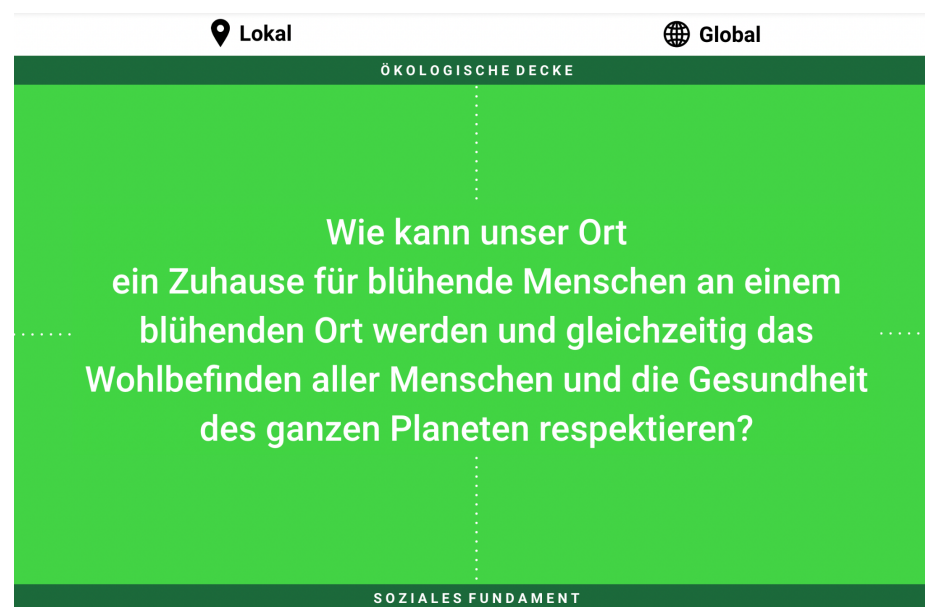 Lokal
Global
ÖKOLOGISCHE DECKE
Wie kann unser Ort
ein Zuhause für blühende Menschen an einem
blühenden Ort werden und gleichzeitig das
Wohlbefinden aller Menschen und die Gesundheit
des ganzen Planeten respektieren?
SOZIALES FUNDAMENT